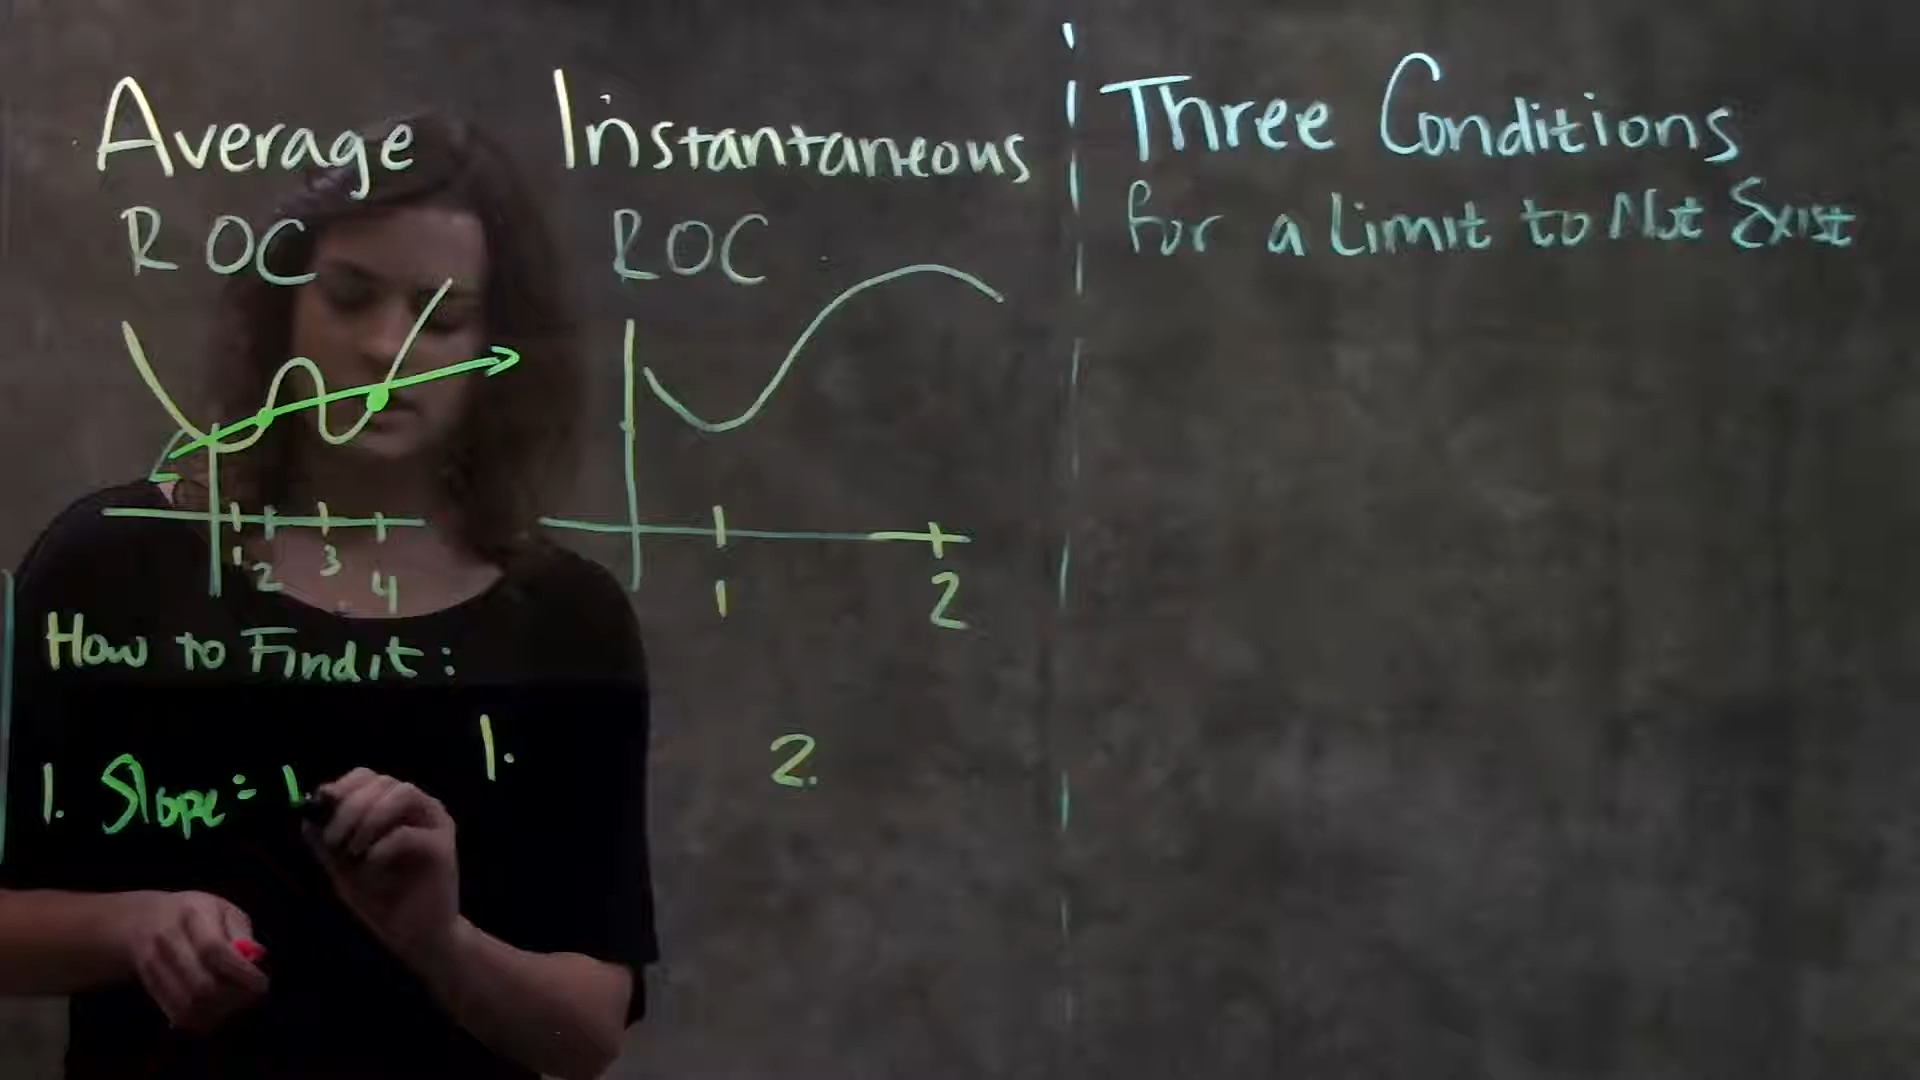 Average
ROC
1 2 3 4
How to Find it:
1. Slope =
Instantaneous
ROC
1 2
1. 2.
Three Conditions
for a Limit to Not Exist